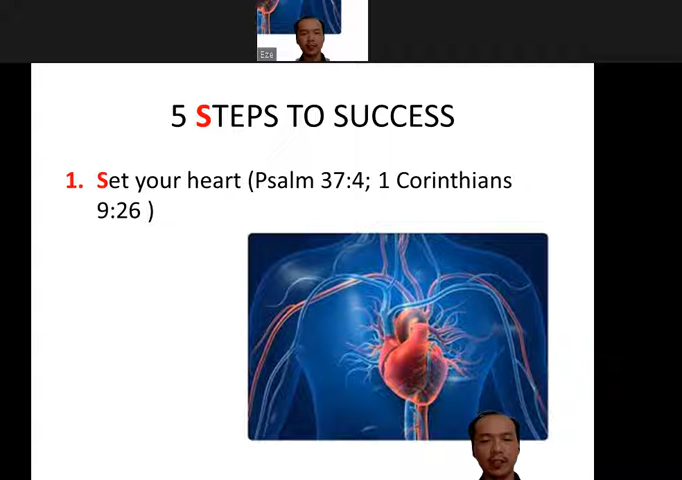 Eze
5 STEPS TO SUCCESS
1. Set your heart (Psalm 37:4; 1 Corinthians
9:26 )